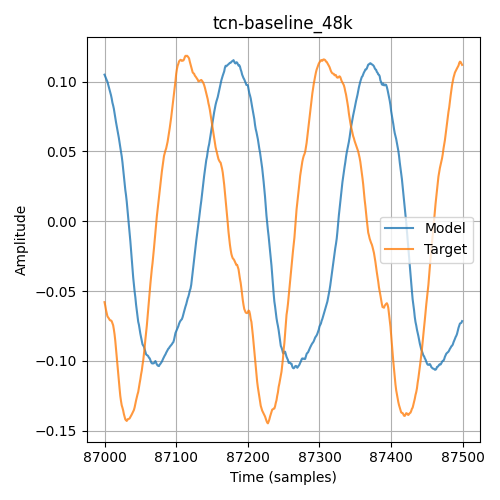 tcn-baseline_48k
0.10
0.05
0.00
−0.05
−0.10
−0.15
Amplitude
Model
Target
87000 87100 87200 87300 87400 87500
Time (samples)